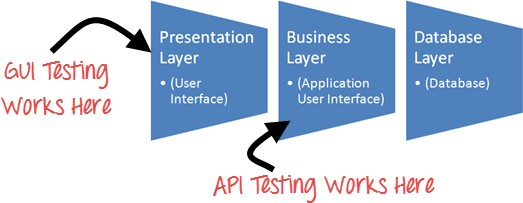 GUI Testing
Works Here
Presentation
Layer
• (User
Interface)
Business
Layer
• (Application
User Interface)
Database
Layer
• (Database)
API Testing Works Here